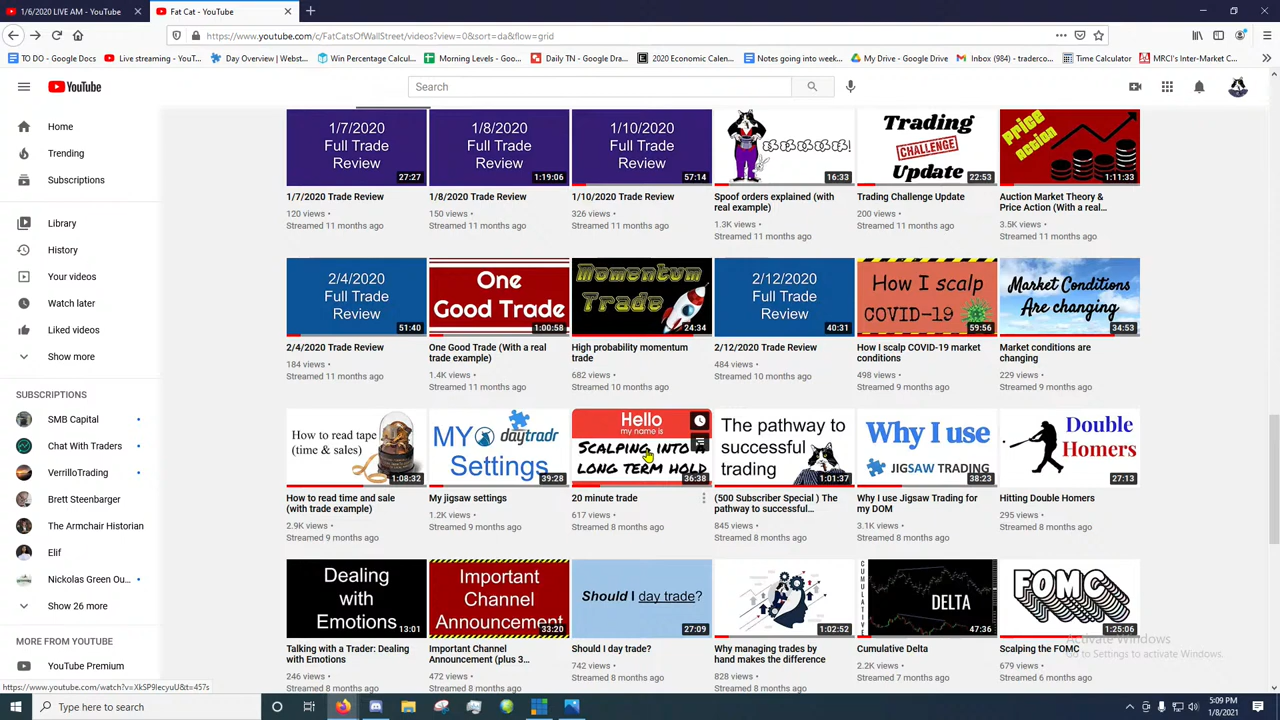 1/6/2020 LIVE AM - YouTube
Fat Cat - YouTube
https://www.youtube.com/c/FatCatsOfWallStreet/videos?view=0&sort=da&flow=grid
TO DO - Google Docs
Live streaming - YouT...
Day Overview | Webst...
Win Percentage Calcul...
Morning Levels - Goo...
Daily TN - Google Dra...
2020 Economic Calen...
Notes going into week...
My Drive - Google Drive
Inbox (984) - traderco...
Time Calculator
MRCI's Inter-Market C...
YouTube
Search
Home
Trending
Subscriptions
Library
History
Your videos
Watch later
Liked videos
Show more
SUBSCRIPTIONS
SMB Capital
Chat With Traders
VerrilloTrading
Brett Steenbarger
The Armchair Historian
Elif
Nickolas Green Ou...
Show 26 more
MORE FROM YOUTUBE
YouTube Premium
1/7/2020
Full Trade
Review
27:27
1/7/2020 Trade Review
120 views •
Streamed 11 months ago
1/8/2020
Full Trade
Review
1:19:06
1/8/2020 Trade Review
150 views •
Streamed 11 months ago
1/10/2020
Full Trade
Review
57:14
1/10/2020 Trade Review
326 views •
Streamed 11 months ago
16:33
Spoof orders explained (with
real example)
1.3K views •
Streamed 11 months ago
Trading
CHALLENGE
Update
22:53
Trading Challenge Update
200 views •
Streamed 11 months ago
Price
Action
1:11:33
Auction Market Theory &
Price Action (With a real...
3.5K views •
Streamed 11 months ago
2/4/2020
Full Trade
Review
51:40
2/4/2020 Trade Review
184 views •
Streamed 11 months ago
One
Good Trade
1:00:58
One Good Trade (With a real
trade example)
1.4K views •
Streamed 11 months ago
Momentum
Trade
24:34
High probability momentum
trade
682 views •
Streamed 10 months ago
2/12/2020
Full Trade
Review
40:31
2/12/2020 Trade Review
484 views •
Streamed 10 months ago
How I scalp
COVID-19
59:56
How I scalp COVID-19 market
conditions
498 views •
Streamed 9 months ago
Market Conditions
Are changing
34:53
Market conditions are
changing
229 views •
Streamed 9 months ago
How to read tape
(time & sales)
1:08:32
How to read time and sale
(with trade example)
2.9K views •
Streamed 9 months ago
MY daytradr
Settings
39:28
My jigsaw settings
1.2K views •
Streamed 9 months ago
Hello
my name is
Scalping into a
long term hold
36:38
20 minute trade
617 views •
Streamed 8 months ago
The pathway to
successful
trading
1:01:37
(500 Subscriber Special ) The
pathway to successful...
845 views •
Streamed 8 months ago
Why I use
JIGSAW TRADING
38:23
Why I use Jigsaw Trading for
my DOM
3.1K views •
Streamed 8 months ago
Double
Homers
27:13
Hitting Double Homers
295 views •
Streamed 8 months ago
Dealing
with
Emotions
13:01
Talking with a Trader: Dealing
with Emotions
246 views •
Streamed 8 months ago
Important
Channel
Announcement
33:20
Important Channel
Announcement (plus 3...
472 views •
Streamed 8 months ago
Should I day trade?
27:09
Should I day trade?
742 views •
Streamed 8 months ago
1:02:52
Why managing trades by
hand makes the difference
828 views •
Streamed 8 months ago
CUMULATIVE
DELTA
47:36
Cumulative Delta
2.2K views •
Streamed 7 months ago
FOMC
1:25:06
Scalping the FOMC
679 views •
Streamed 6 months ago
Activate Windows
Go to Settings to activate Windows.
https://www.youtube.com/watch?v=XkSP9IecyuU&t=457s
Type here to search
5:09 PM
1/8/2021